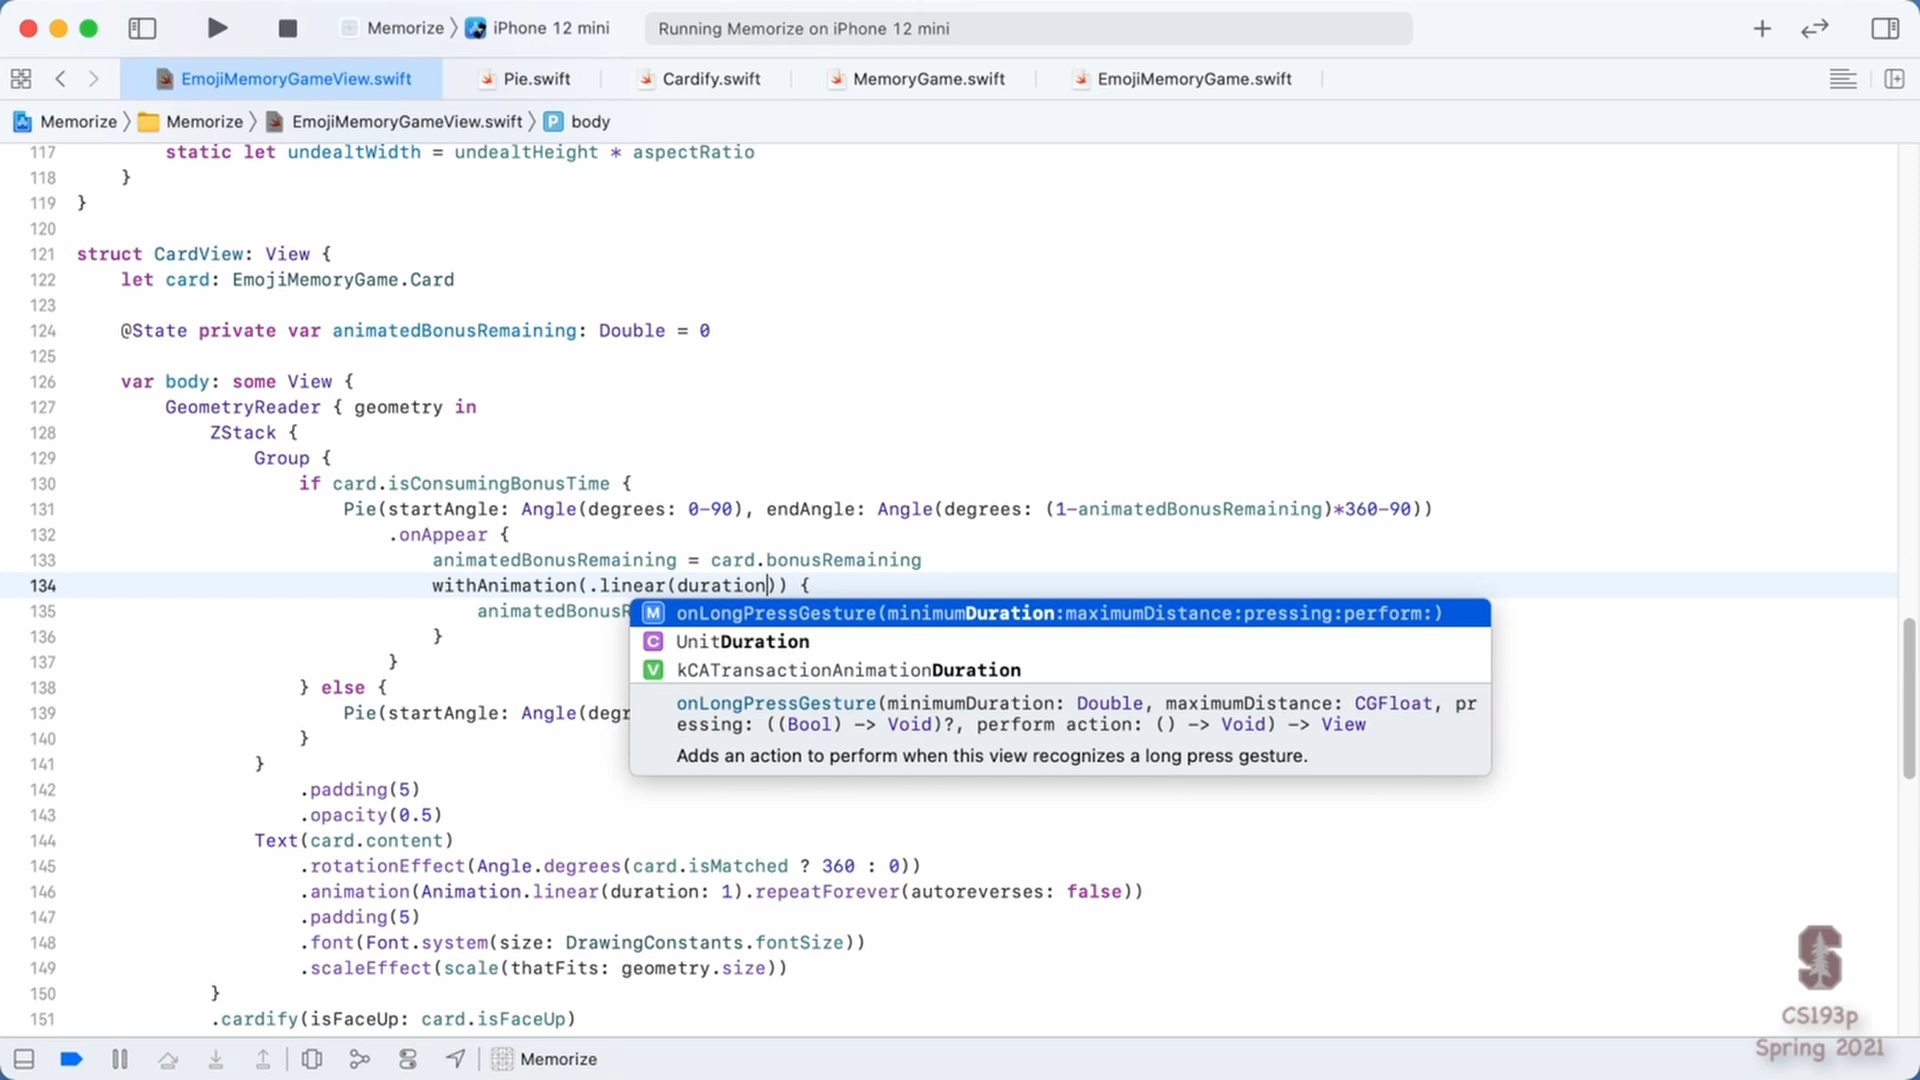 Memorize 〉 iPhone 12 mini
Running Memorize on iPhone 12 mini
EmojiMemoryGameView.swift
Pie.swift
Cardify.swift
MemoryGame.swift
EmojiMemoryGame.swift
Memorize 〉 Memorize 〉 EmojiMemoryGameView.swift 〉 P body
117 static let undealtWidth = undealtHeight * aspectRatio
118 }
119 }
120
121 struct CardView: View {
122 let card: EmojiMemoryGame.Card
123
124 @State private var animatedBonusRemaining: Double = 0
125
126 var body: some View {
127 GeometryReader { geometry in
128 ZStack {
129 Group {
130 if card.isConsumingBonusTime {
131 Pie(startAngle: Angle(degrees: 0-90), endAngle: Angle(degrees: (1-animatedBonusRemaining)*360-90))
132 .onAppear {
133 animatedBonusRemaining = card.bonusRemaining
134 withAnimation(.linear(duration)) {
135 animatedBonusR
136 }
137 }
138 } else {
139 Pie(startAngle: Angle(degr
140 }
141 }
142 .padding(5)
143 .opacity(0.5)
144 Text(card.content)
145 .rotationEffect(Angle.degrees(card.isMatched ? 360 : 0))
146 .animation(Animation.linear(duration: 1).repeatForever(autoreverses: false))
147 .padding(5)
148 .font(Font.system(size: DrawingConstants.fontSize))
149 .scaleEffect(scale(thatFits: geometry.size))
150 }
151 .cardify(isFaceUp: card.isFaceUp)
M onLongPressGesture(minimumDuration:maximumDistance:pressing:perform:)
C UnitDuration
V kCATransactionAnimationDuration
onLongPressGesture(minimumDuration: Double, maximumDistance: CGFloat, pr
essing: ((Bool) -> Void)?, perform action: () -> Void) -> View
Adds an action to perform when this view recognizes a long press gesture.
S
CS193p
Spring 2021
Memorize